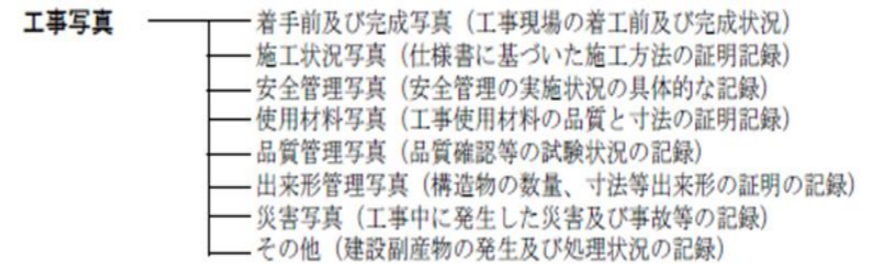 工事写真
着手前及び完成写真（工事現場の着工前及び完成状況）
施工状況写真（仕様書に基づいた施工方法の証明記録）
安全管理写真（安全管理の実施状況の具体的な記録）
使用材料写真（工事使用材料の品質と寸法の証明記録）
品質管理写真（品質確認等の試験状況の記録）
出来形管理写真（構造物の数量、寸法等出来形の証明の記録）
災害写真（工事中に発生した災害及び事故等の記録）
その他（建設副産物の発生及び処理状況の記録）